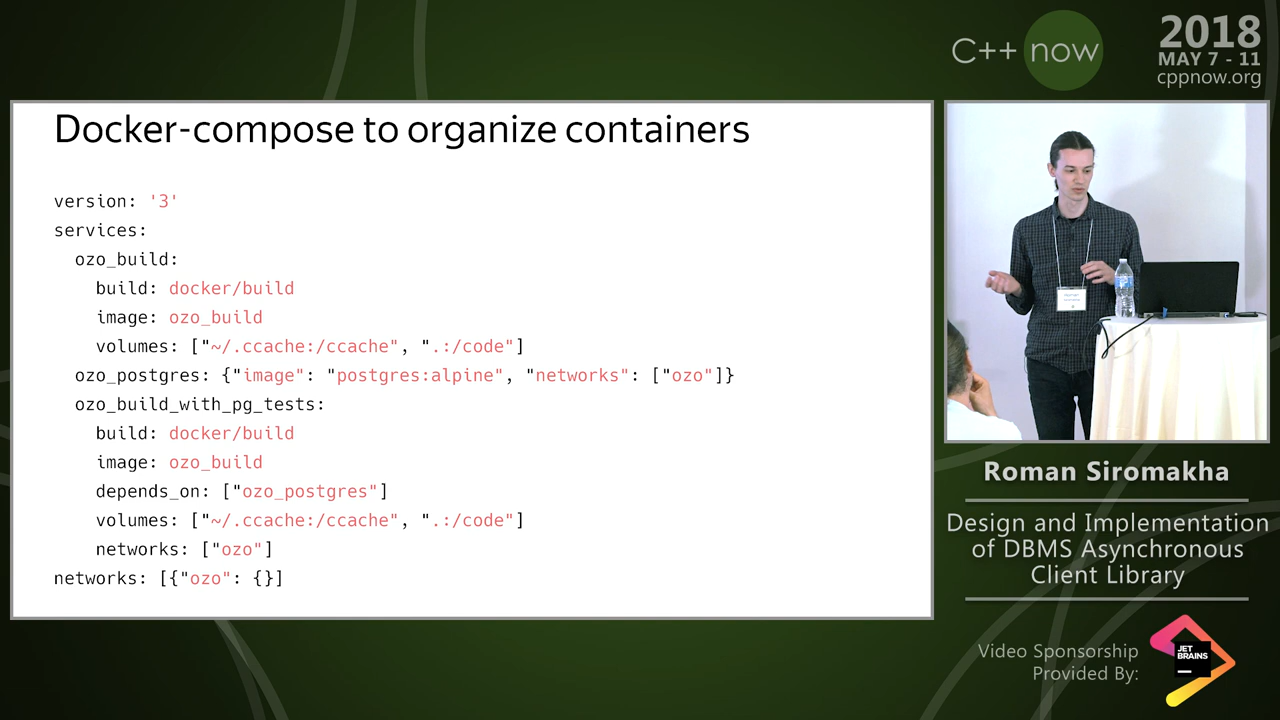 C++ now
2018
MAY 7 - 11
cppnow.org
Docker-compose to organize containers
version: '3'
services:
ozo_build:
build: docker/build
image: ozo_build
volumes: ["~/.ccache:/ccache", ".:/code"]
ozo_postgres: {"image": "postgres:alpine", "networks": ["ozo"]}
ozo_build_with_pg_tests:
build: docker/build
image: ozo_build
depends_on: ["ozo_postgres"]
volumes: ["~/.ccache:/ccache", ".:/code"]
networks: ["ozo"]
networks: [{"ozo": {}]
Roman Siromakha
Design and Implementation
of DBMS Asynchronous
Client Library
Video Sponsorship
Provided By:
JET
BRAINS